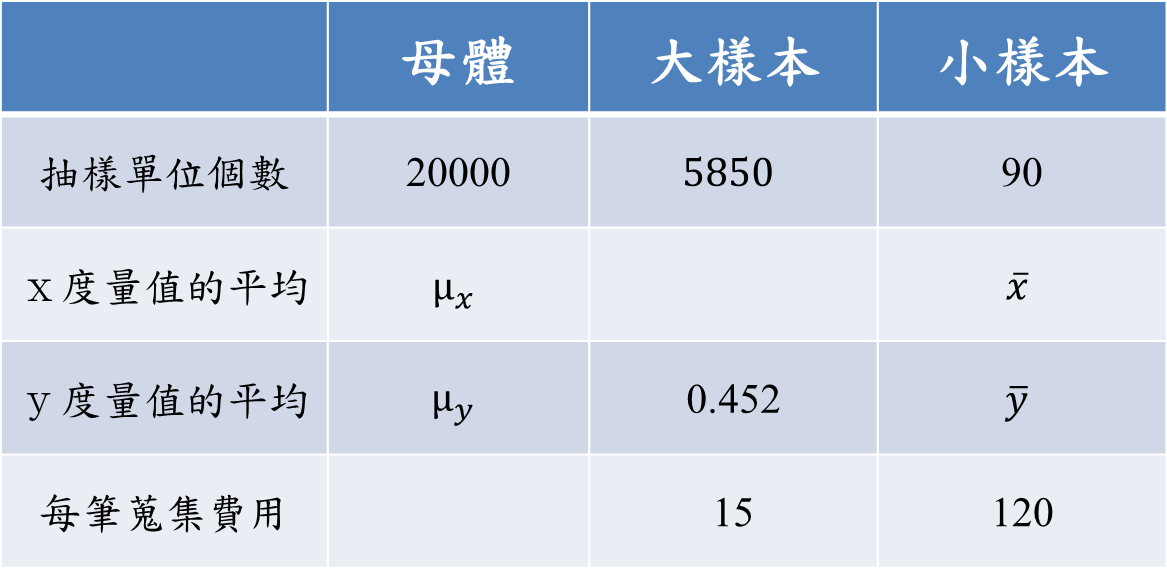 母體 大樣本 小樣本
抽樣單位個數 20000 5850 90
x 度量值的平均 μₓ x̄
y 度量值的平均 μᵧ 0.452 ȳ
每筆蒐集費用 15 120